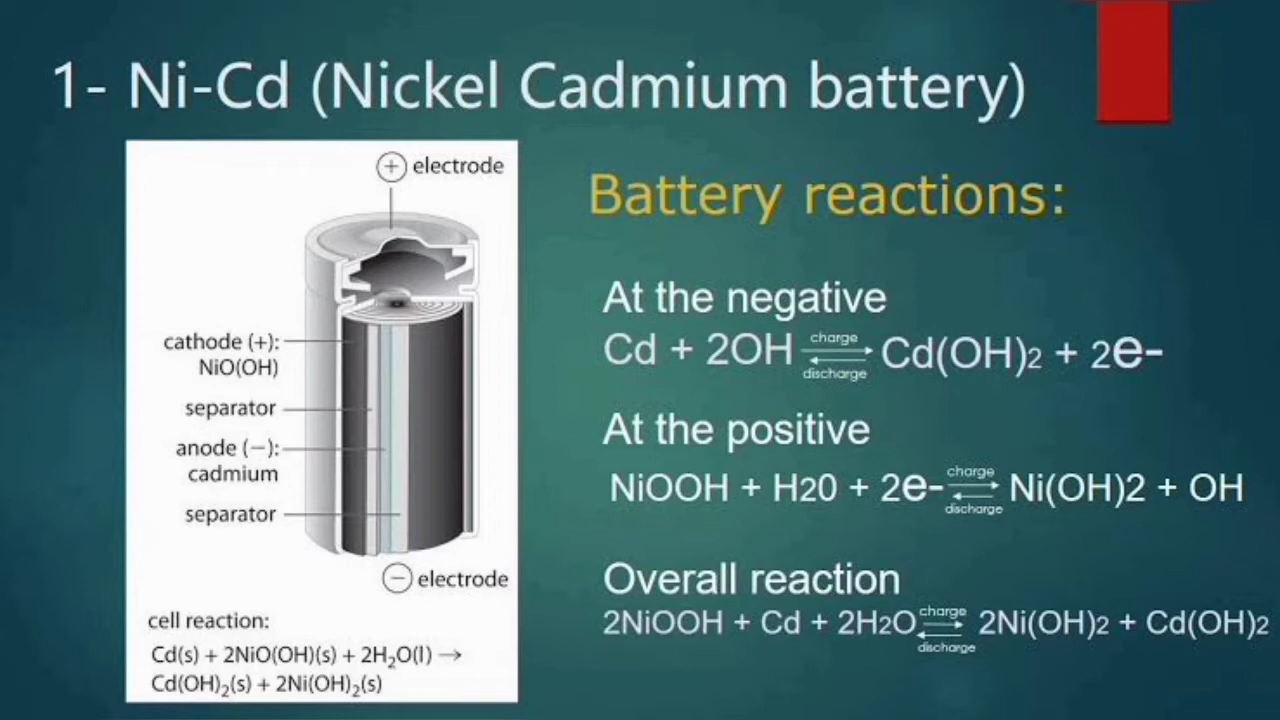 1- Ni-Cd (Nickel Cadmium battery)
+ electrode
cathode (+):
NiO(OH)
separator
anode (−):
cadmium
separator
− electrode
cell reaction:
Cd(s) + 2NiO(OH)(s) + 2H₂O(l) →
Cd(OH)₂(s) + 2Ni(OH)₂(s)
Battery reactions:
At the negative
Cd + 2OH charge ⇄ discharge Cd(OH)2 + 2e-
At the positive
NiOOH + H20 + 2e- charge ⇄ discharge Ni(OH)2 + OH
Overall reaction
2NiOOH + Cd + 2H2O charge ⇄ discharge 2Ni(OH)2 + Cd(OH)2